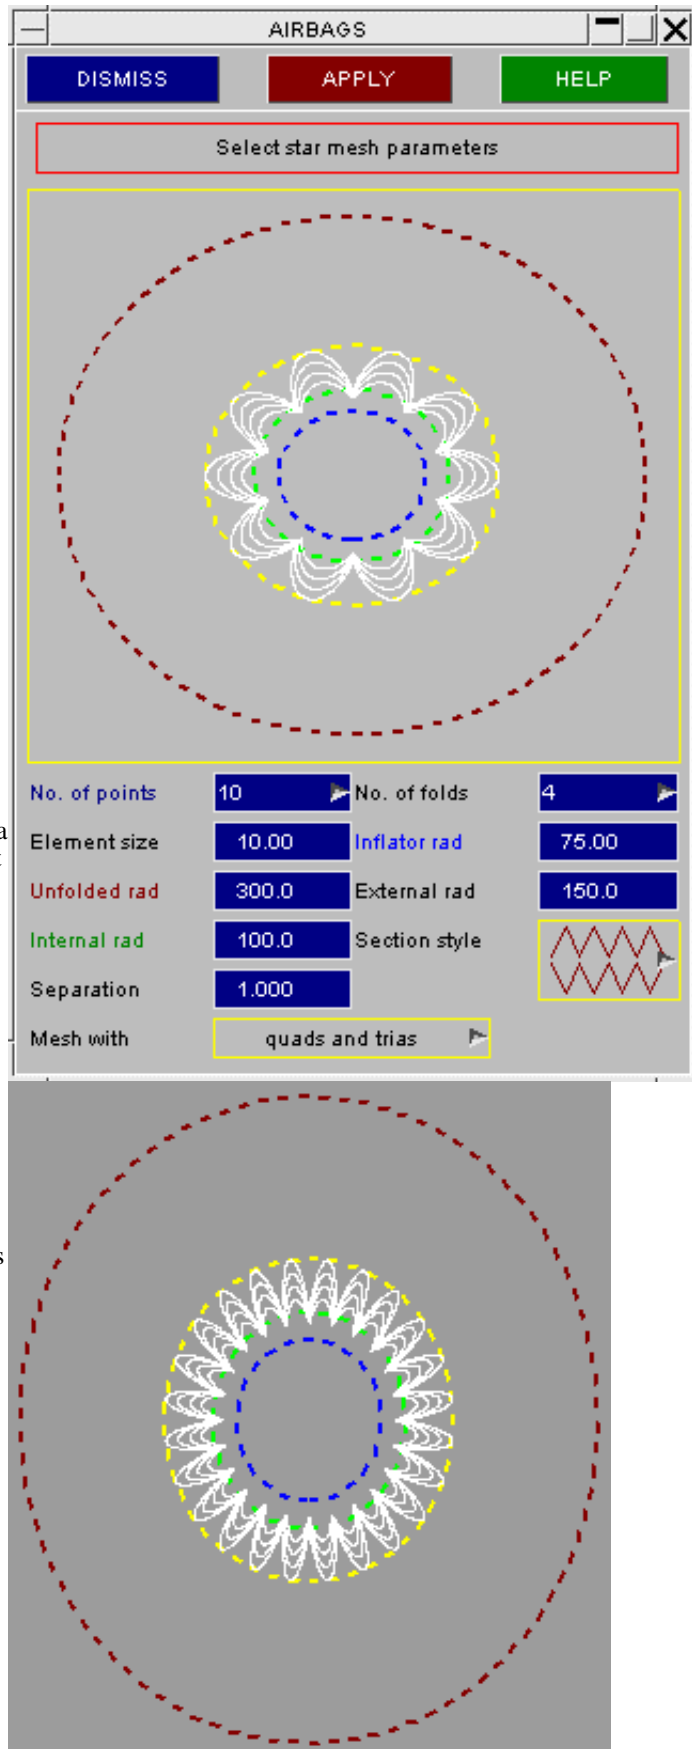 AIRBAGS
DISMISS APPLY HELP
Select star mesh parameters
No. of points 10 No. of folds 4
a
Element size 10.00 Inflator rad 75.00
Unfolded rad 300.0 External rad 150.0
Internal rad 100.0 Section style
Separation 1.000
Mesh with quads and trias
s